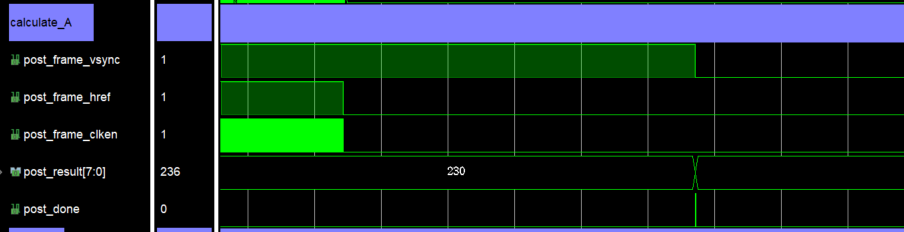 calculate_A
post_frame_vsync 1
post_frame_href 1
post_frame_clken 1
post_result[7:0] 236 230
post_done 0